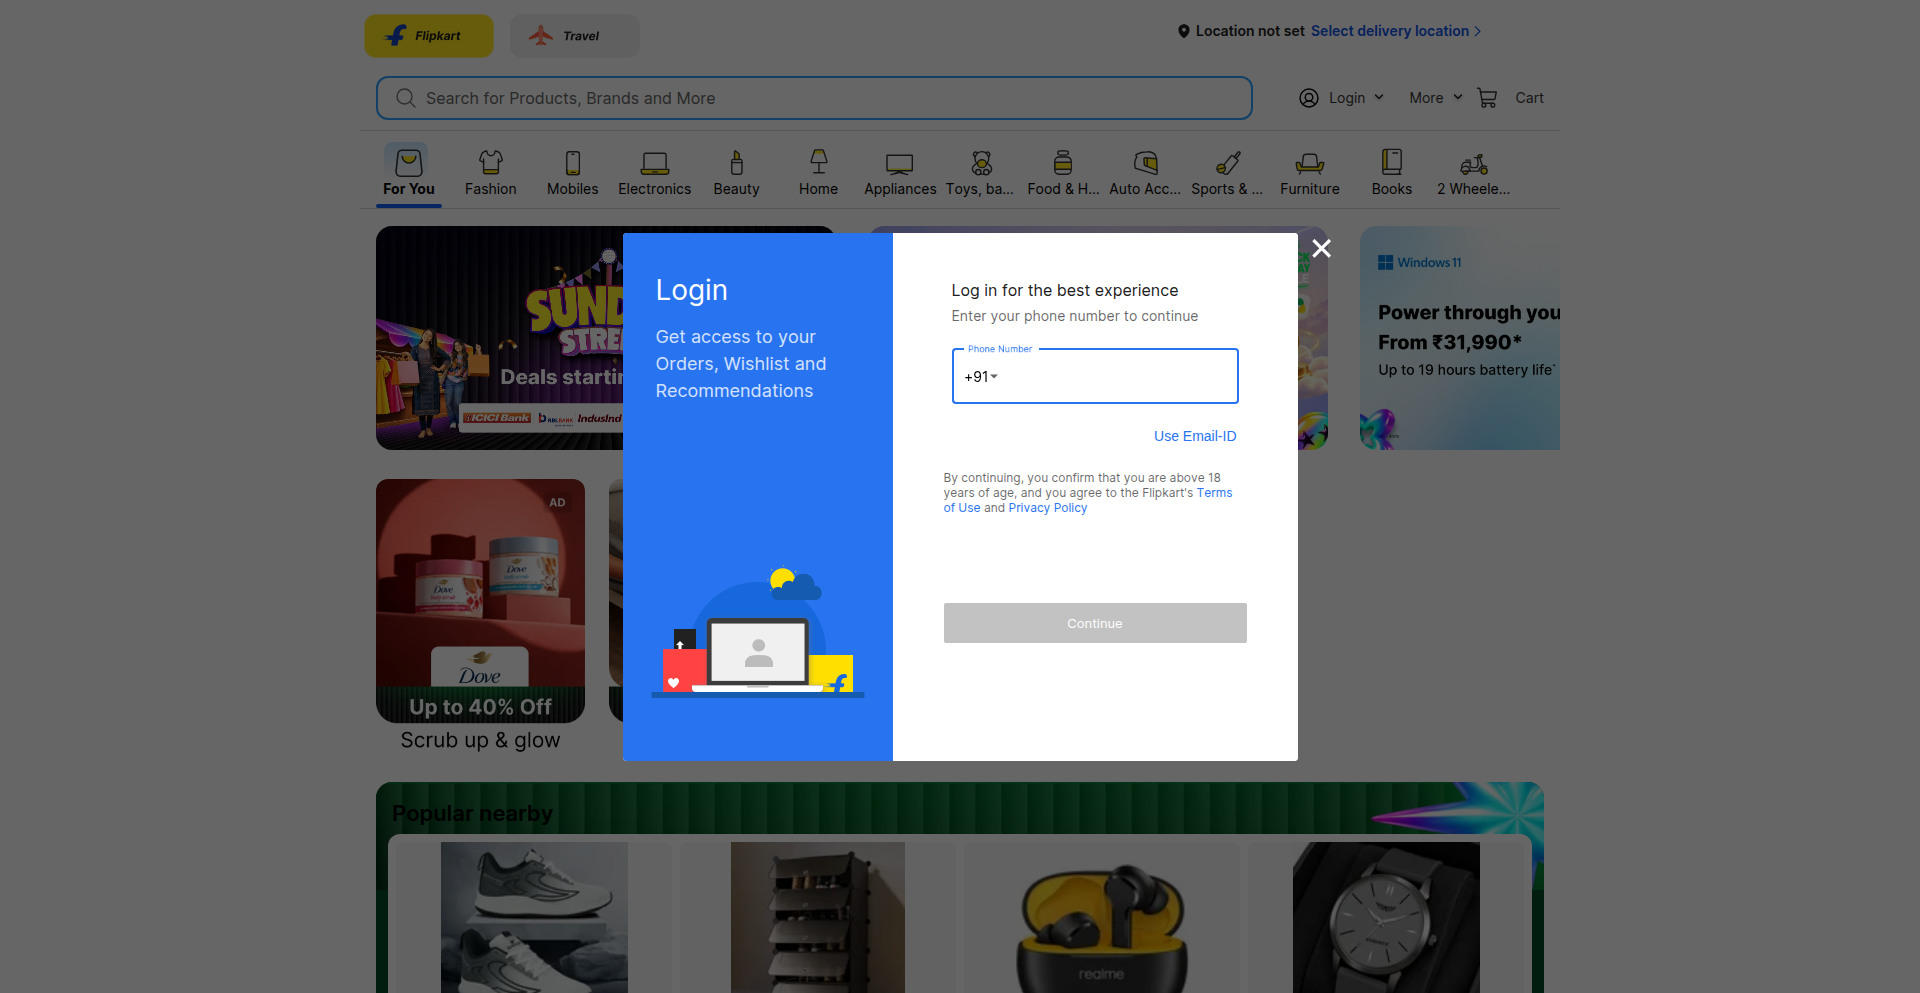 Flipkart
Travel
Location not set Select delivery location
Search for Products, Brands and More
Login
More
Cart
For You
Fashion
Mobiles
Electronics
Beauty
Home
Appliances
Toys, ba...
Food & H...
Auto Acc...
Sports & ...
Furniture
Books
2 Wheele...
Deals
ICICI Bank
RBLBANK
IndusInd
Windows 11
Power through you
From ₹31,990*
Up to 19 hours battery life*
Login
Get access to your
Orders, Wishlist and
Recommendations
Log in for the best experience
Enter your phone number to continue
Phone Number
+91
Use Email-ID
By continuing, you confirm that you are above 18
years of age, and you agree to the Flipkart's Terms
of Use and Privacy Policy
Continue
AD
Dove
Dove
Dove
Up to 40% Off
Scrub up & glow
Popular nearby
realme